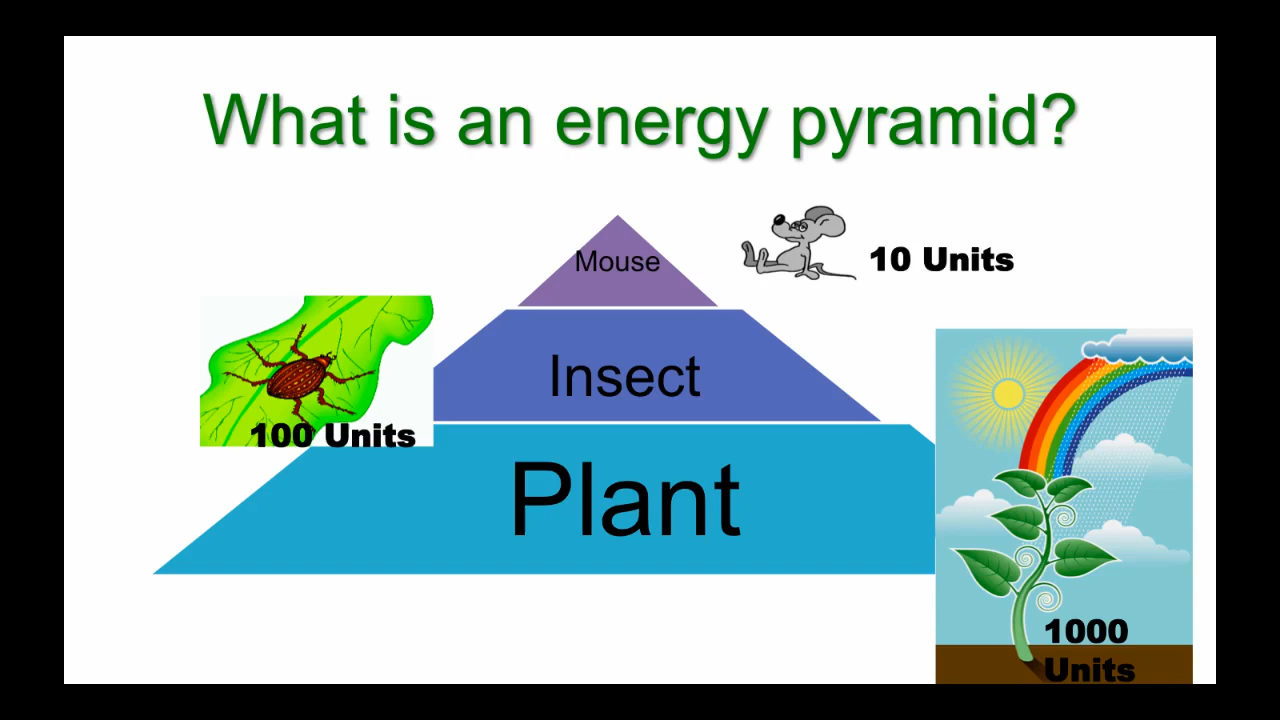 What is an energy pyramid?
Mouse
10 Units
Insect
100 Units
Plant
1000
Units